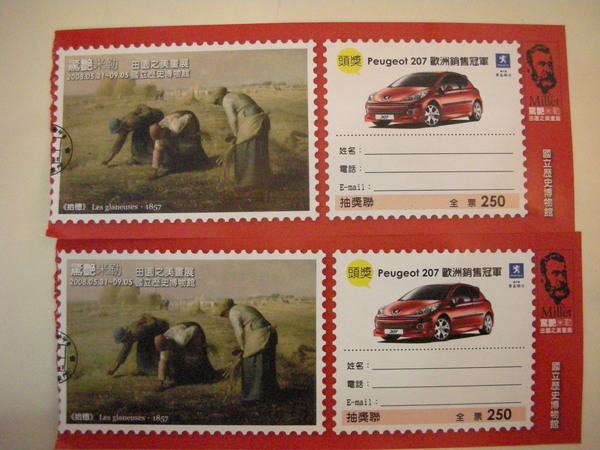 驚艷米勒 田園之美畫展
2008.05.31~09.05 國立歷史博物館
《拾穗》 Les glaneuses · 1857
頭獎 Peugeot 207 歐洲銷售冠軍
207
姓名：
電話：
E-mail：
抽獎聯 全 票 250
Millet
驚艷米勒
田園之美畫展
國立歷史博物館
驚艷米勒 田園之美畫展
2008.05.31~09.05 國立歷史博物館
《拾穗》 Les glaneuses · 1857
頭獎 Peugeot 207 歐洲銷售冠軍
207
姓名：
電話：
E-mail：
抽獎聯 全 票 250
Millet
驚艷米勒
田園之美畫展
國立歷史博物館